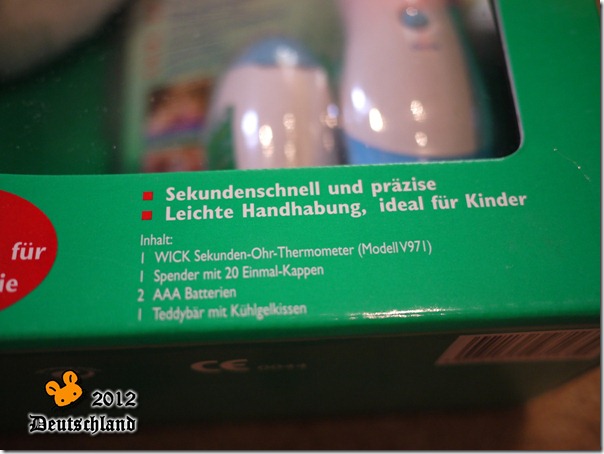 Sekundenschnell und präzise
Leichte Handhabung, ideal für Kinder
Inhalt:
1 WICK Sekunden-Ohr-Thermometer (Modell V971)
1 Spender mit 20 Einmal-Kappen
2 AAA Batterien
1 Teddybär mit Kühlgelkissen
für
ie
CE
2012
Deutschland